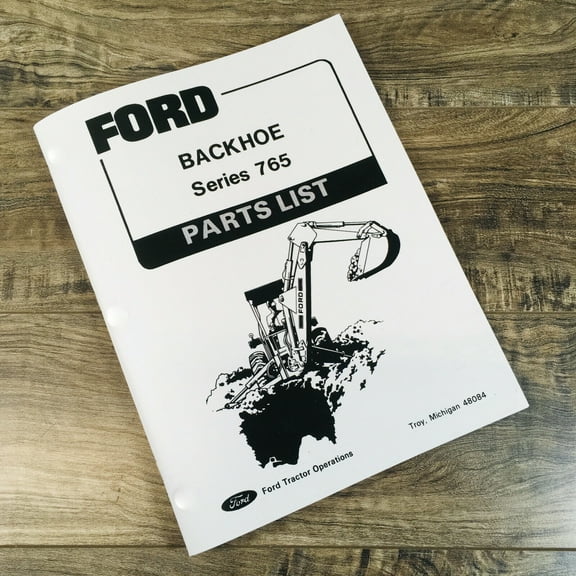 FORD
BACKHOE
Series 765
PARTS LIST
FORD
Ford
Ford Tractor Operations
Troy, Michigan 48084